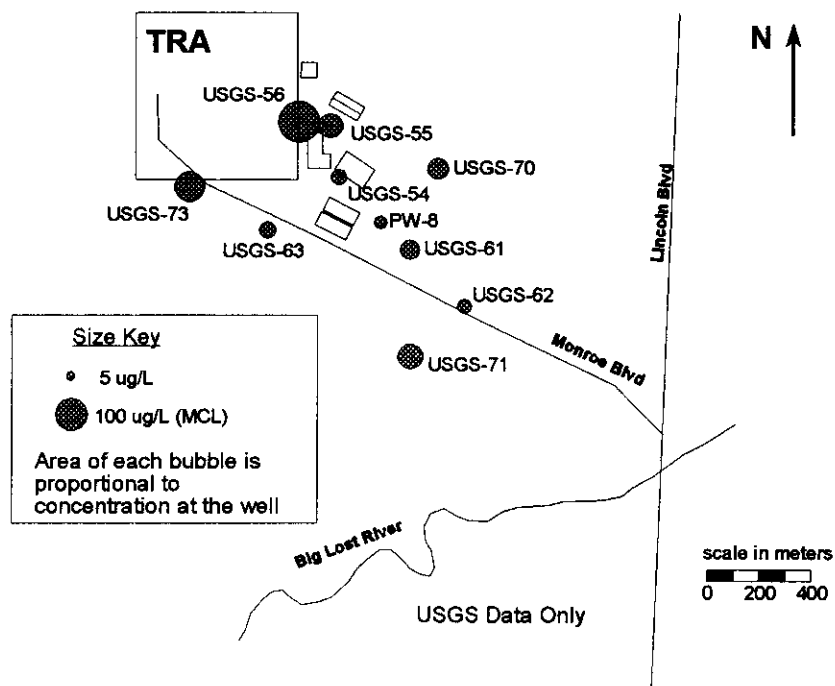 TRA
N
USGS-56
USGS-55
USGS-70
USGS-54
USGS-73
PW-8
USGS-63
USGS-61
Lincoln Blvd
USGS-62
Monroe Blvd
USGS-71
Size Key
5 ug/L
100 ug/L (MCL)
Area of each bubble is
proportional to
concentration at the well
Big Lost River
scale in meters
0 200 400
USGS Data Only